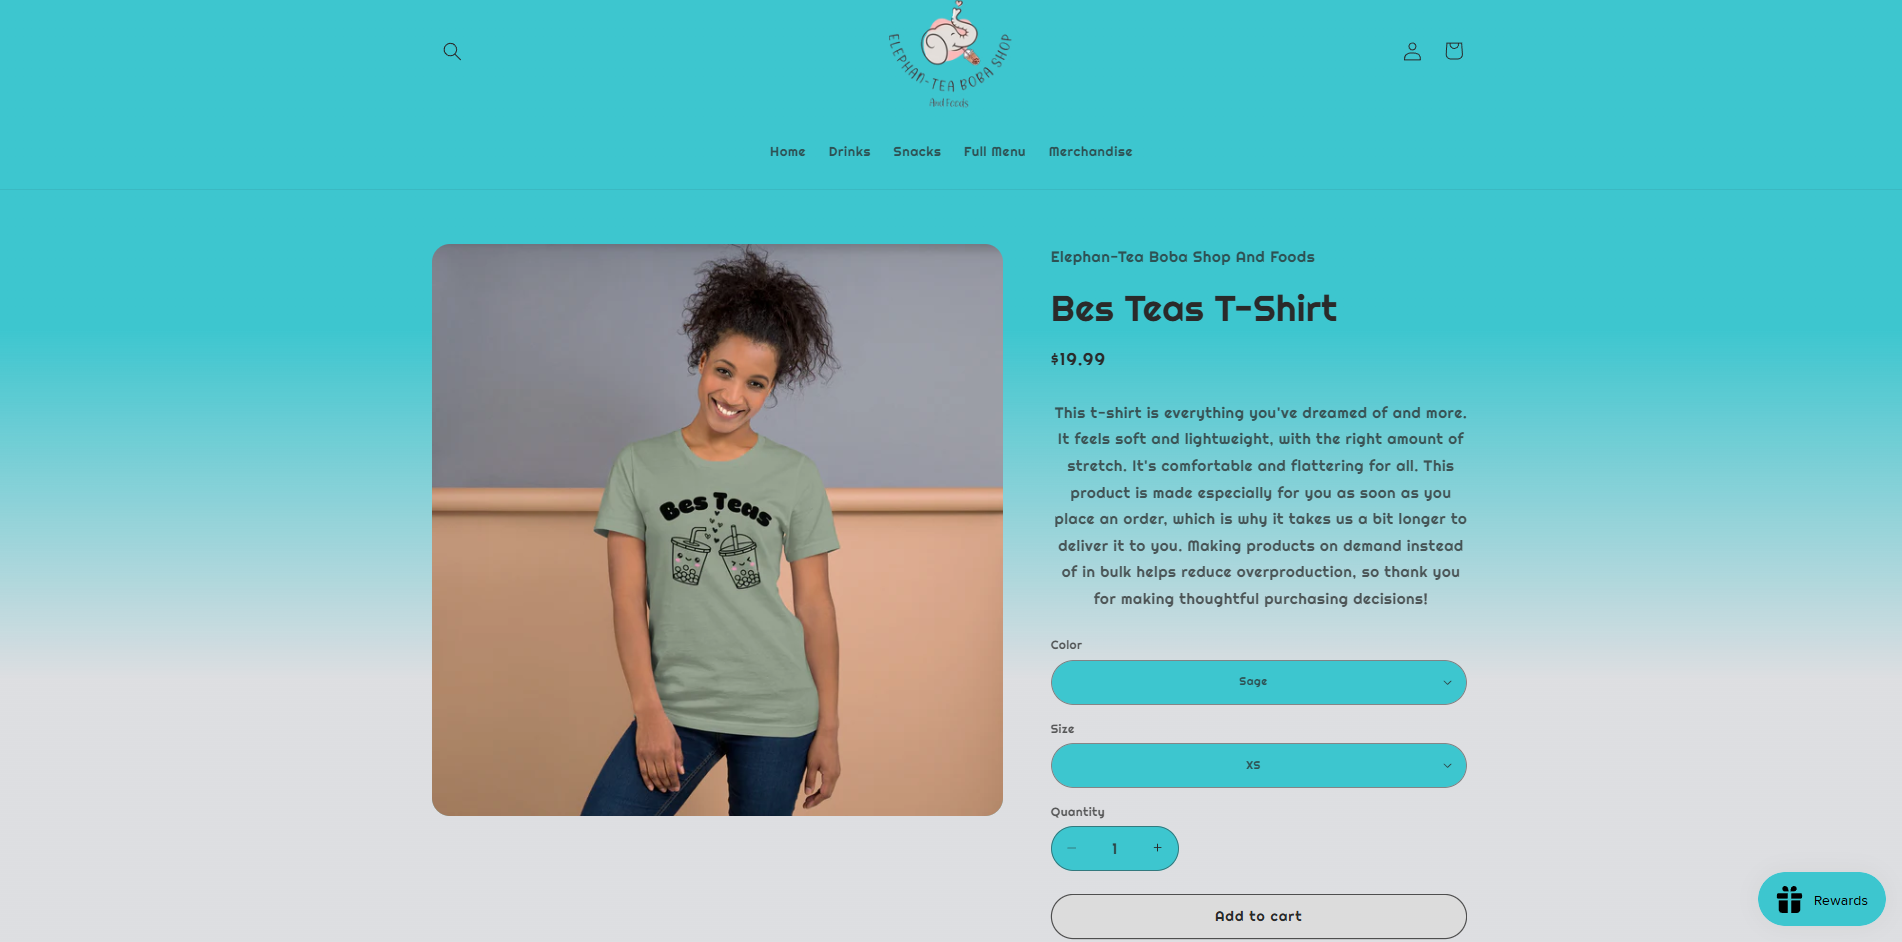 ELEPHAN-TEA BOBA SHOP
And Foods
Home Drinks Snacks Full Menu Merchandise
Elephan-Tea Boba Shop And Foods
Bes Teas T-Shirt
$19.99
This t-shirt is everything you've dreamed of and more.
It feels soft and lightweight, with the right amount of
stretch. It's comfortable and flattering for all. This
product is made especially for you as soon as you
place an order, which is why it takes us a bit longer to
deliver it to you. Making products on demand instead
of in bulk helps reduce overproduction, so thank you
for making thoughtful purchasing decisions!
Bes Teas
Color
Sage
Size
XS
Quantity
− 1 +
Add to cart
Rewards